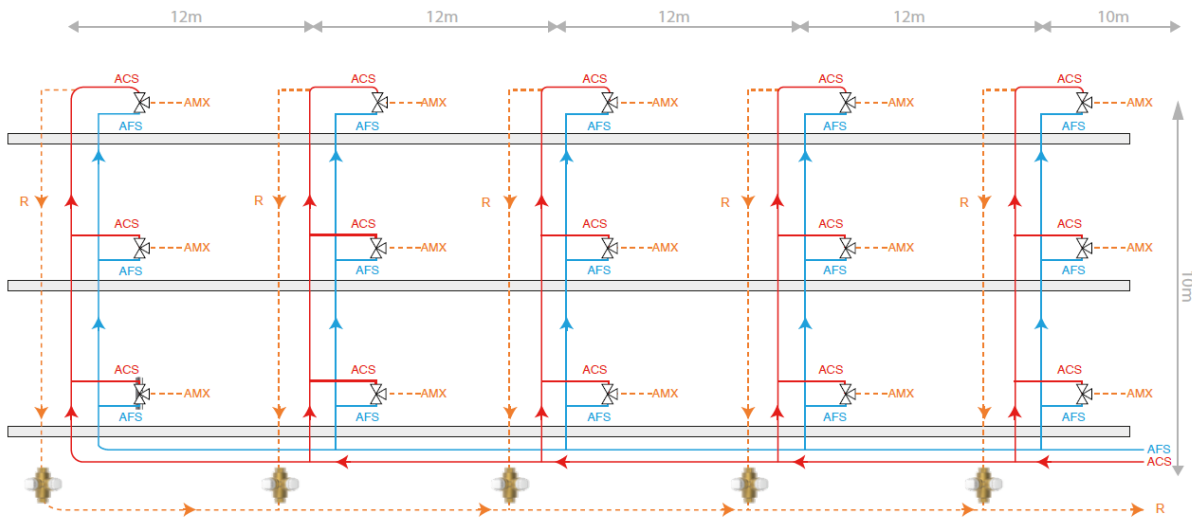 12m 12m 12m 12m 10m
ACS ACS ACS ACS ACS
AMX AMX AMX AMX AMX
AFS AFS AFS AFS AFS
R R R R R
ACS ACS ACS ACS ACS
AMX AMX AMX AMX AMX
AFS AFS AFS AFS AFS
10m
ACS ACS ACS ACS ACS
AMX AMX AMX AMX AMX
AFS AFS AFS AFS AFS
AFS
ACS
R